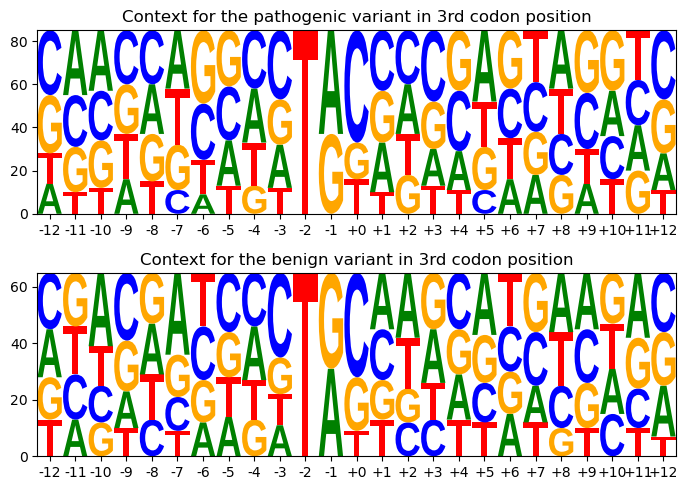 Context for the pathogenic variant in 3rd codon position
80
60
40
20
0
C A A C C A G G C C T A C C C C G A G T A G G T C
G C C G A T C C A G G G G A G C T C C T C A C G
T G G T G G T A T A T A T A A G T G C T C A A
A T T A T C A T G T T G T T C A A G A T G T
-12 -11 -10 -9 -8 -7 -6 -5 -4 -3 -2 -1 +0 +1 +2 +3 +4 +5 +6 +7 +8 +9 +10 +11 +12
Context for the benign variant in 3rd codon position
60
40
20
0
C G A C G A T C C C T G C A A G C A T G A A G A C
A T T G A G C G A G A G C T A G G C C T C T G G
G C C A T C G T T T T G G T A C G A C G A C A
T A G T C T A A G A T C C T T A T G T C T T
-12 -11 -10 -9 -8 -7 -6 -5 -4 -3 -2 -1 +0 +1 +2 +3 +4 +5 +6 +7 +8 +9 +10 +11 +12